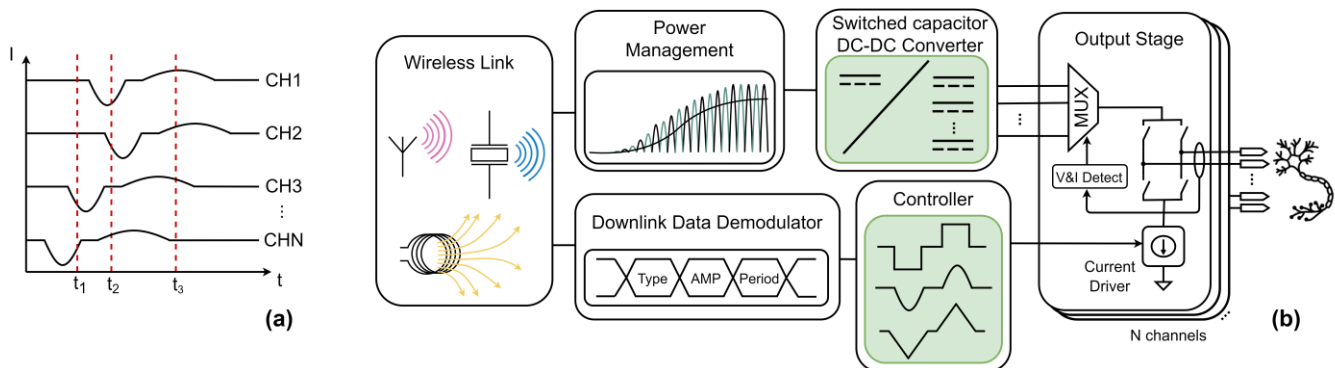 I
CH1
CH2
CH3
⋮
CHN
t₁
t₂
t₃
t
(a)
Wireless Link
Power
Management
Switched capacitor
DC-DC Converter
Output Stage
MUX
V&I Detect
Downlink Data Demodulator
Type
AMP
Period
Controller
Current
Driver
N channels
(b)